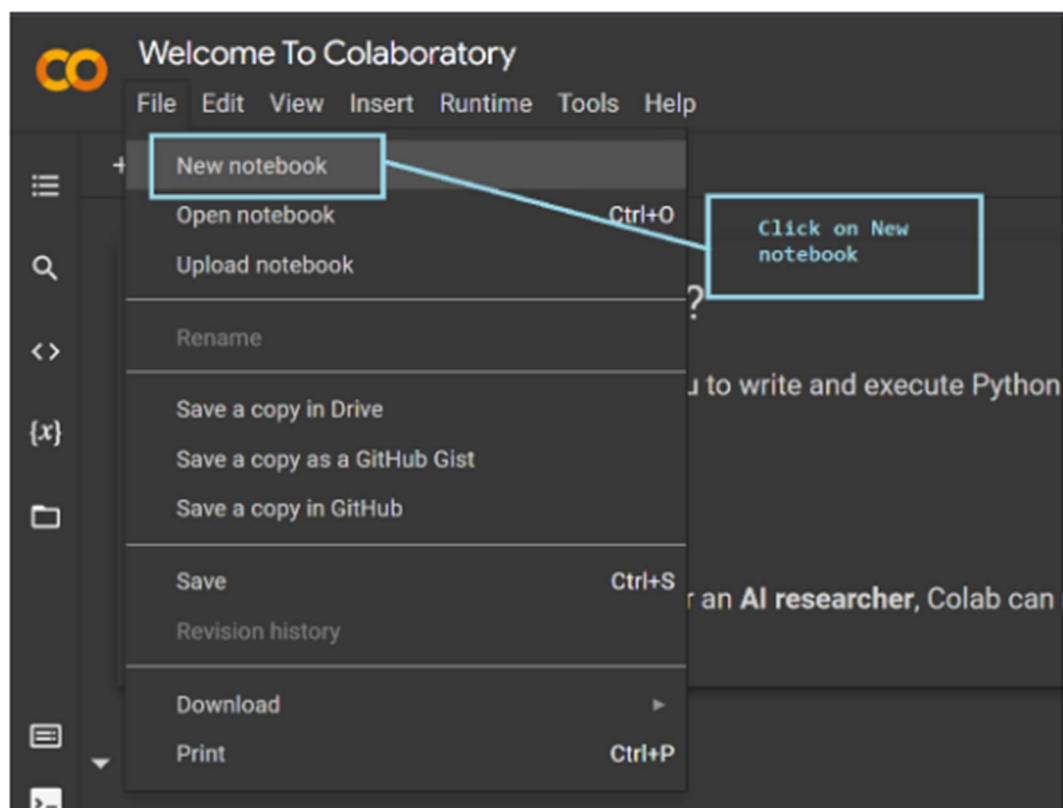 Welcome To Colaboratory
File Edit View Insert Runtime Tools Help
+
New notebook
Open notebook Ctrl+O
Upload notebook
Click on New
notebook
?
Rename
u to write and execute Python
Save a copy in Drive
Save a copy as a GitHub Gist
Save a copy in GitHub
Save Ctrl+S
r an AI researcher, Colab can
Revision history
Download
Print Ctrl+P